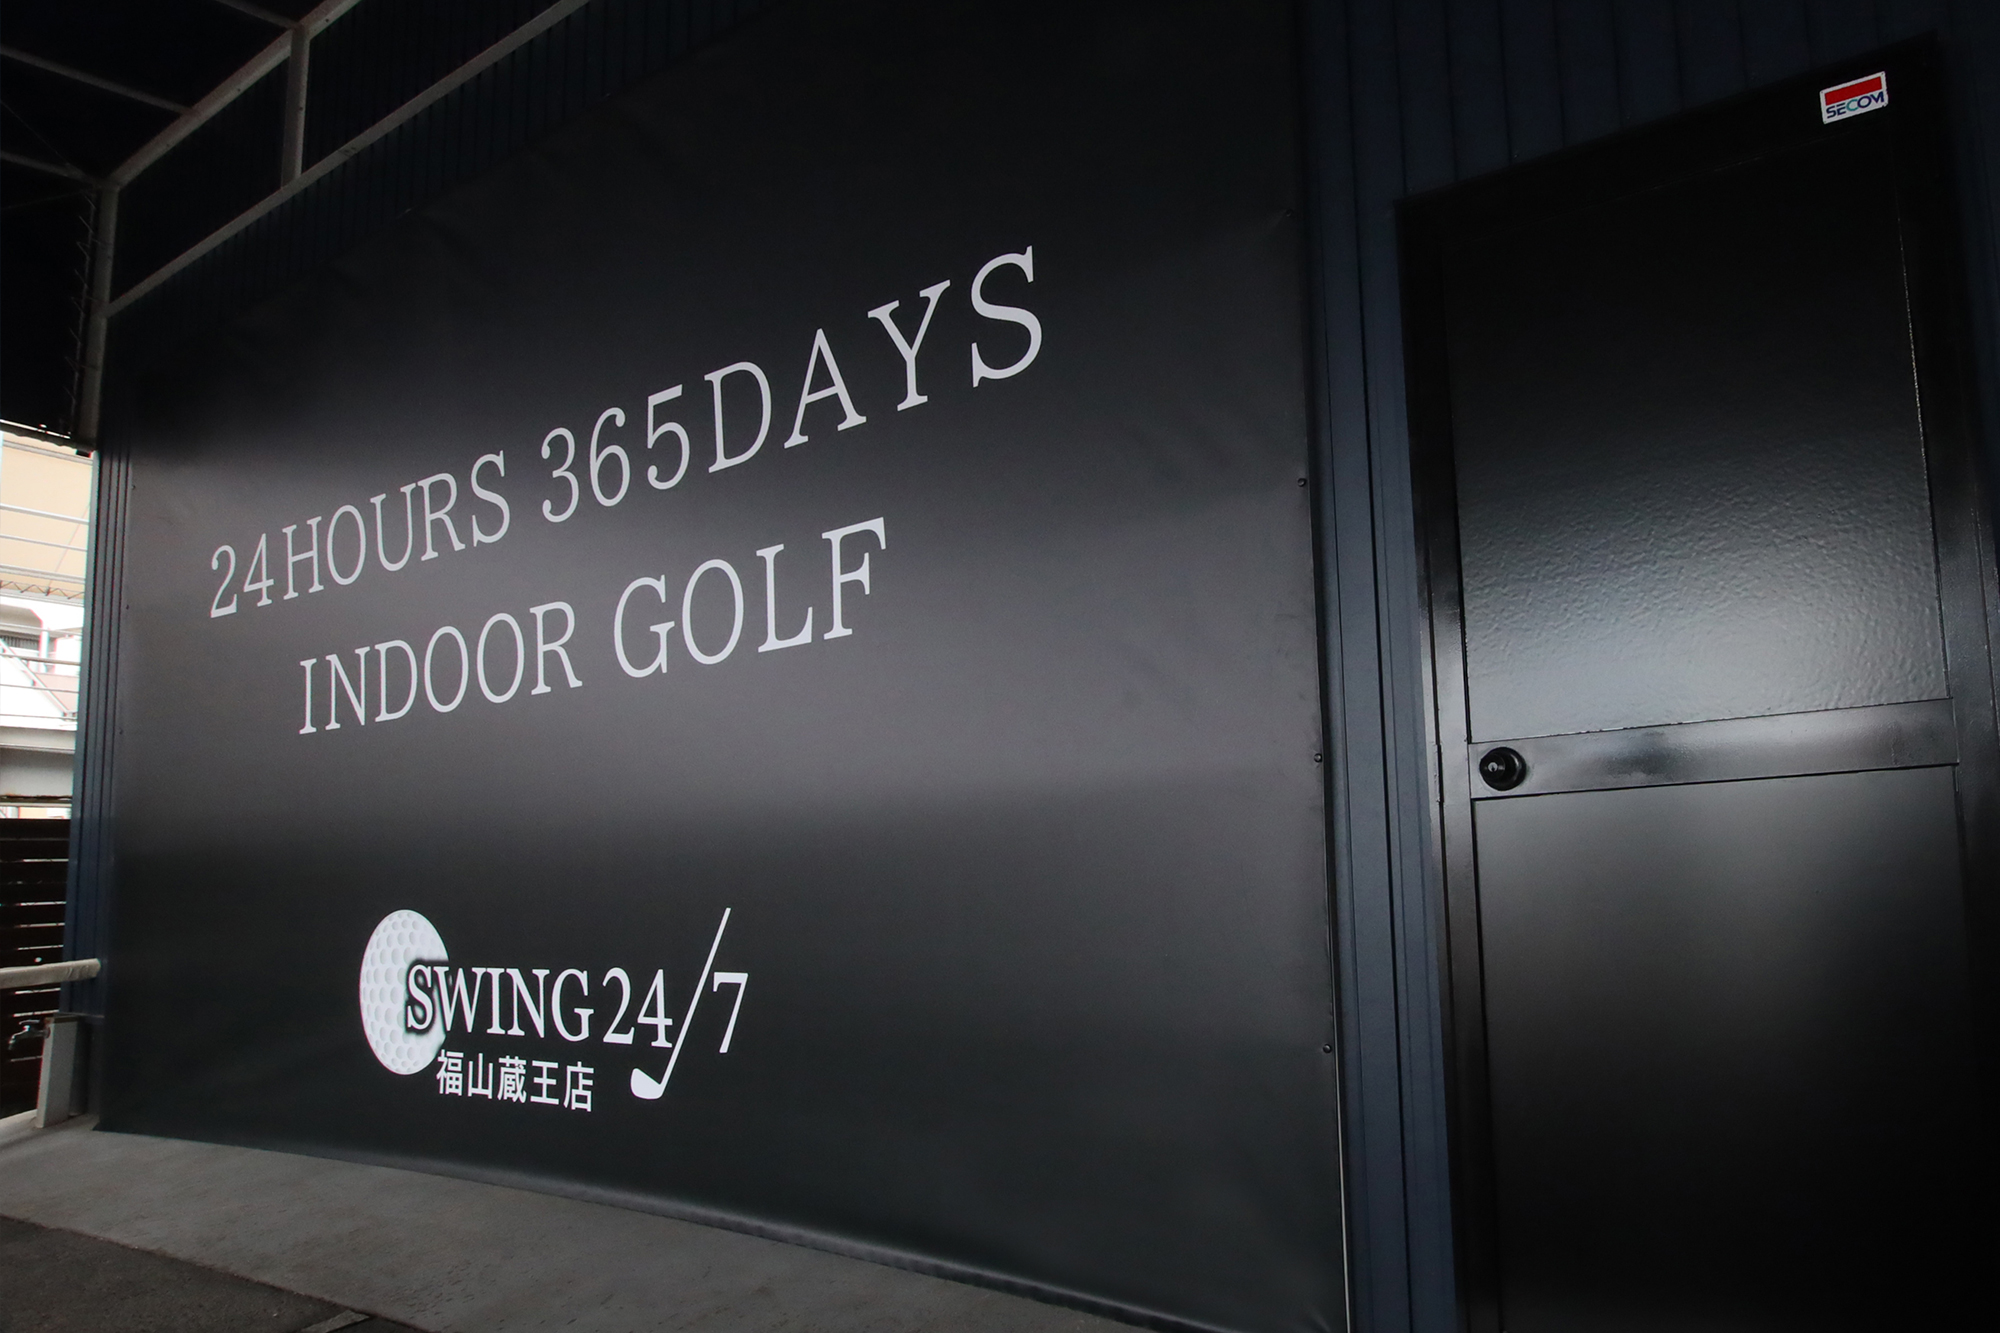 24HOURS 365DAYS
INDOOR GOLF
SWING 24/7
福山蔵王店
SECOM